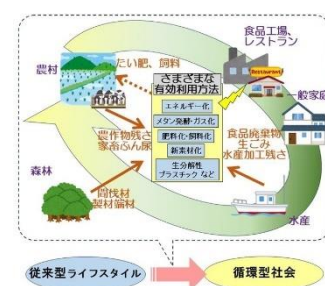 農村
たい肥、飼料
食品工場、
レストラン
Restaurant
さまざまな
有効利用方法
一般家庭
エネルギー化
メタン発酵・ガス化
肥料化・飼料化
新素材化
生分解性
プラスチック など
農作物残さ
家畜ふん尿
食品廃棄物
生ごみ
水産加工残さ
森林
間伐材
製材端材
水産
従来型ライフスタイル
循環型社会